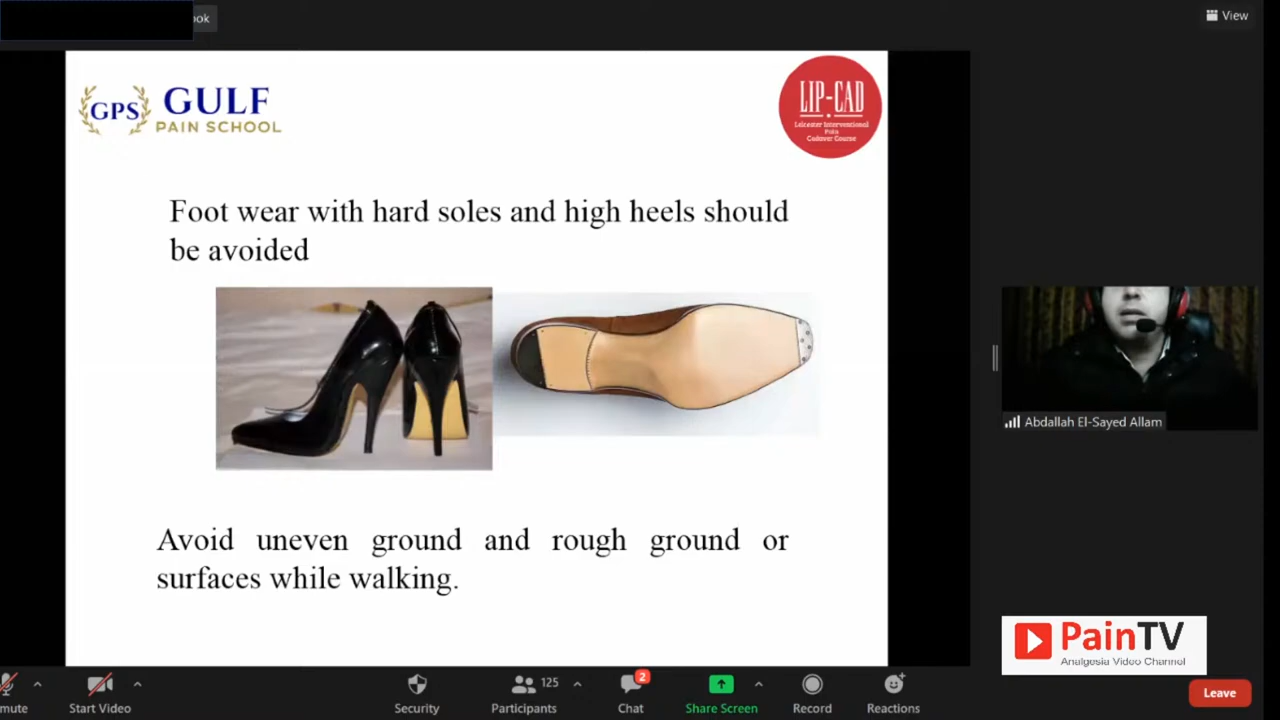 ook
View
GPS
GULF
PAIN SCHOOL
LIP-CAD
Leicester Interventional
Pain
Cadaver Course
Foot wear with hard soles and high heels should
be avoided
Avoid uneven ground and rough ground or
surfaces while walking.
Abdallah El-Sayed Allam
PainTV
Analgesia Video Channel
mute
Start Video
Security
125
Participants
2
Chat
Share Screen
Record
Reactions
Leave